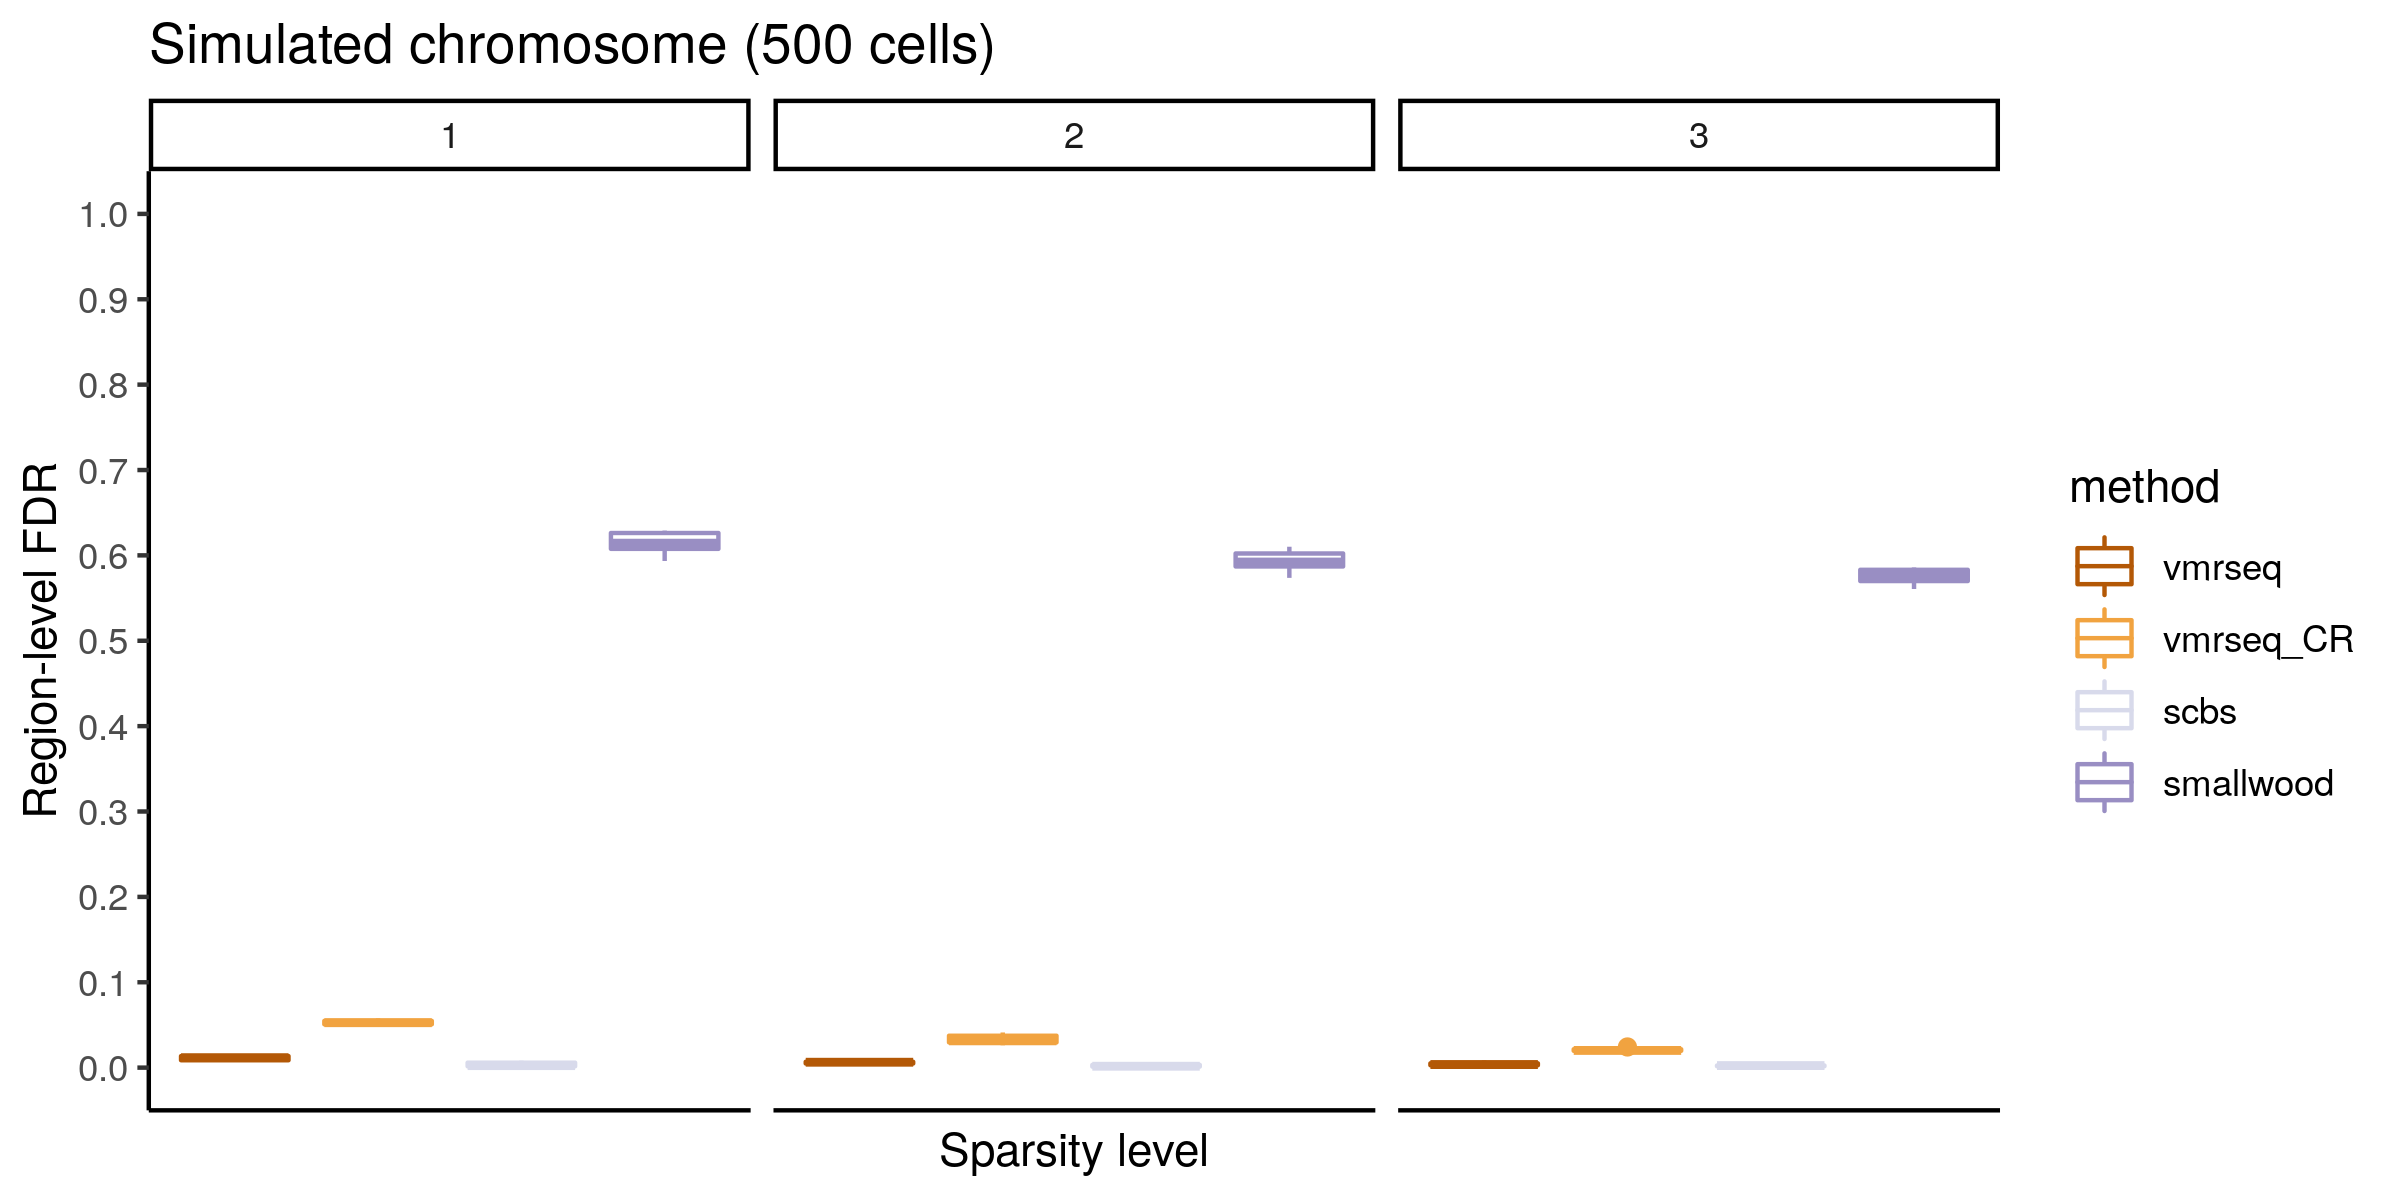 Simulated chromosome (500 cells)
1
2
3
1.0
0.9
0.8
0.7
0.6
0.5
0.4
0.3
0.2
0.1
0.0
Region-level FDR
Sparsity level
method
vmrseq
vmrseq_CR
scbs
smallwood